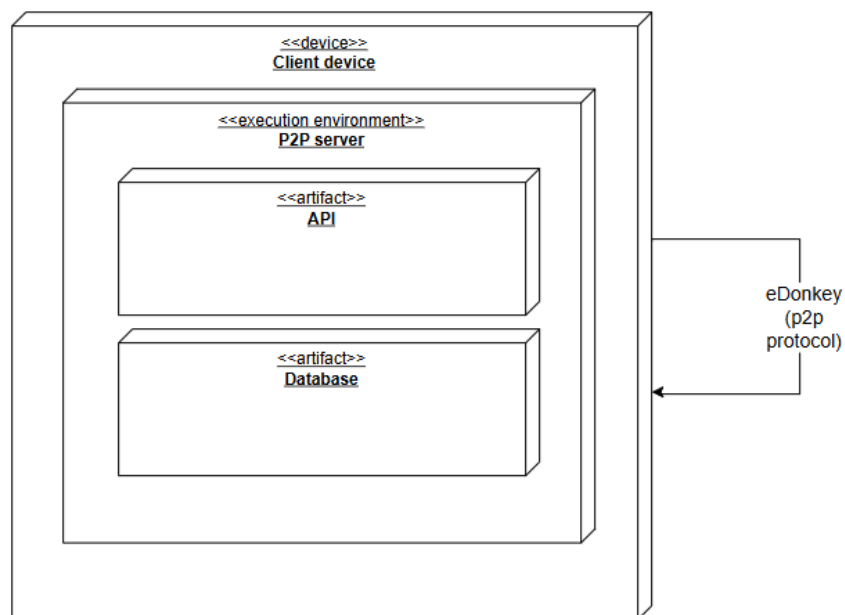 <<device>>
Client device
<<execution environment>>
P2P server
<<artifact>>
API
<<artifact>>
Database
eDonkey
(p2p
protocol)